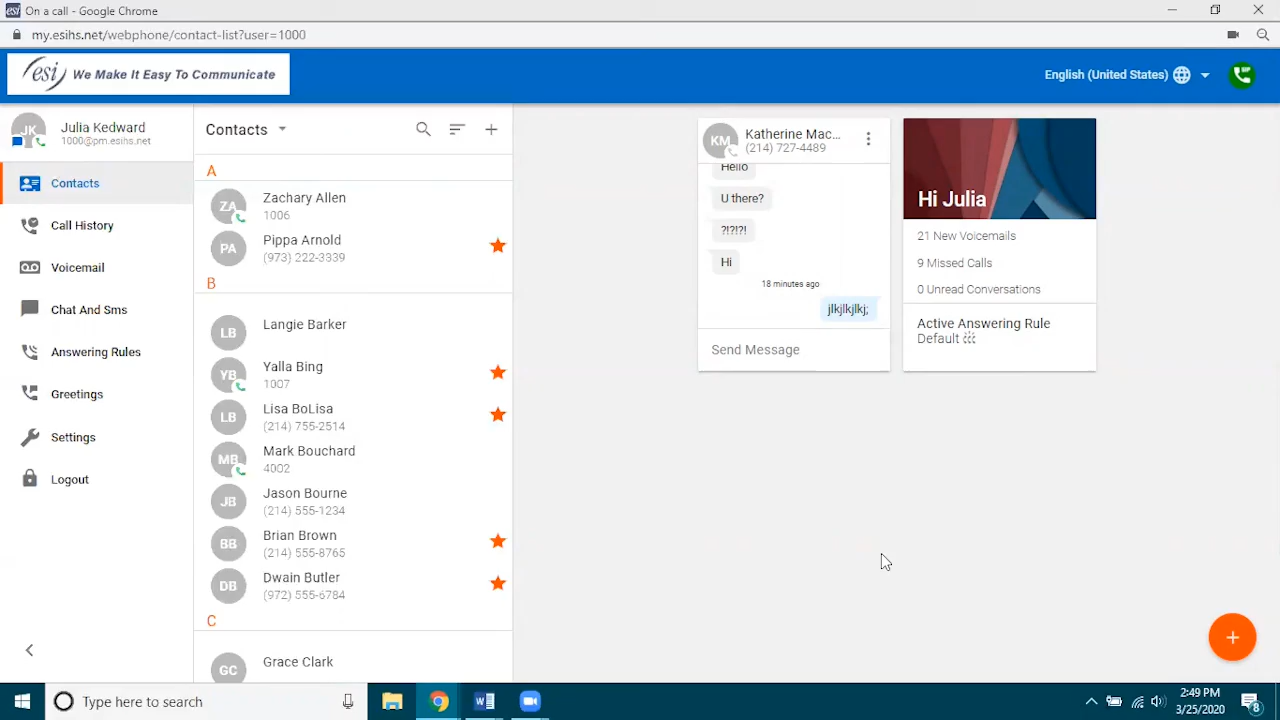 esi On a call - Google Chrome
my.esihs.net/webphone/contact-list?user=1000
esi We Make It Easy To Communicate
English (United States)
SIP
JK
Julia Kedward
1000@pm.esihs.net
Contacts
Call History
Voicemail
Chat And Sms
Answering Rules
Greetings
Settings
Logout
Contacts
A
ZA
Zachary Allen
1006
PA
Pippa Arnold
(973) 222-3339
B
LB
Langie Barker
YB
Yalla Bing
1007
LB
Lisa BoLisa
(214) 755-2514
MB
Mark Bouchard
4002
JB
Jason Bourne
(214) 555-1234
BB
Brian Brown
(214) 555-8765
DB
Dwain Butler
(972) 555-6784
C
GC
Grace Clark
KM
Katherine Mac...
(214) 727-4489
Hello
U there?
?!?!?!
Hi
18 minutes ago
jlkjlkjlkj;
Send Message
Hi Julia
21 New Voicemails
9 Missed Calls
0 Unread Conversations
Active Answering Rule
Default
Type here to search
2:49 PM
3/25/2020
8